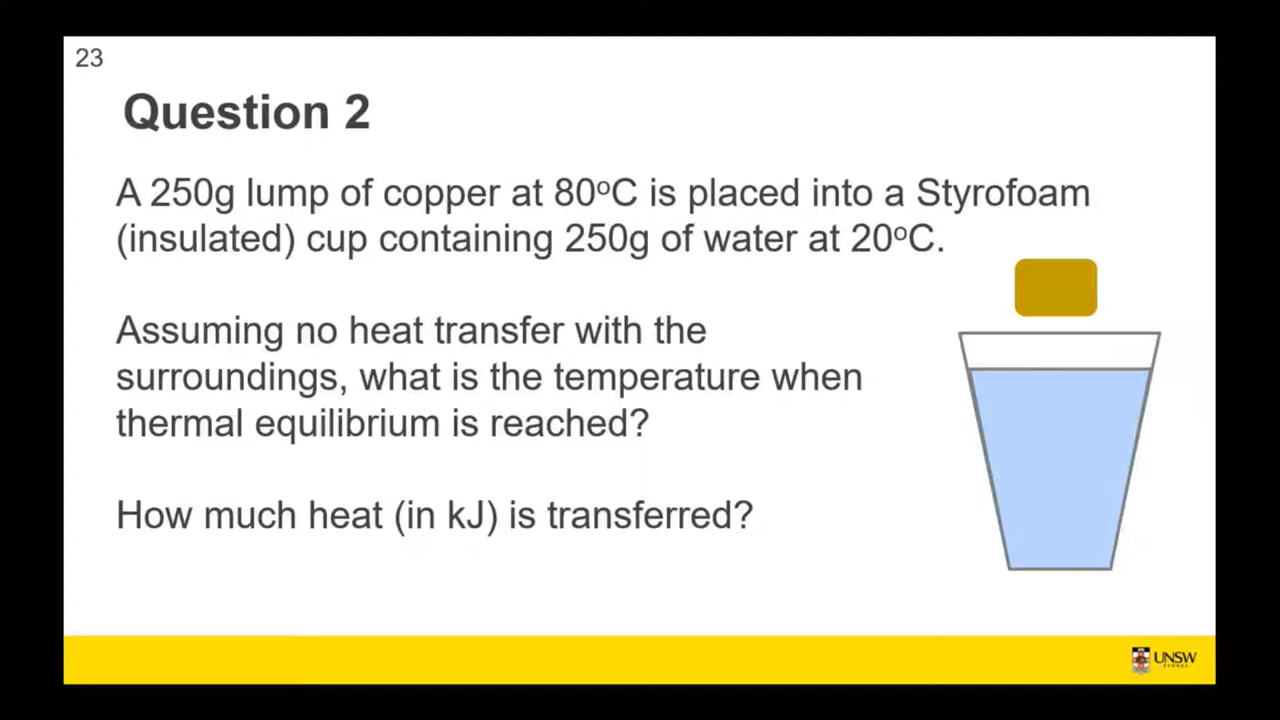 23
Question 2
A 250g lump of copper at 80ºC is placed into a Styrofoam
(insulated) cup containing 250g of water at 20ºC.
Assuming no heat transfer with the
surroundings, what is the temperature when
thermal equilibrium is reached?
How much heat (in kJ) is transferred?
UNSW
SYDNEY